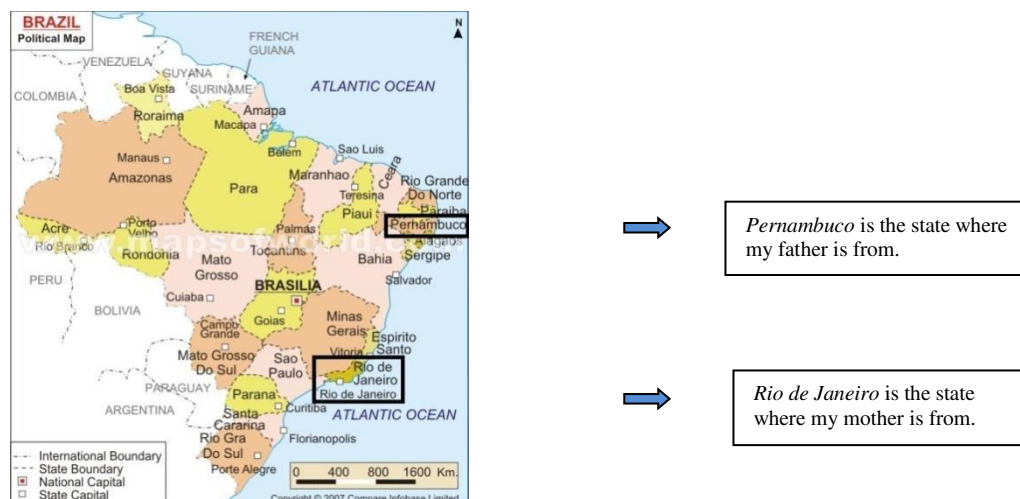 BRAZIL
Political Map
N
FRENCH
GUIANA
VENEZUELA
GUYANA
SURINAME
COLOMBIA
ATLANTIC OCEAN
Boa Vista
Roraima
Amapa
Macapa
Belem
Sao Luis
Manaus
Amazonas
Para
Maranhao
Ceara
Teresina
Rio Grande
Do Norte
Piaui
Paraiba
Pernambuco
Alagaos
Sergipe
Acre
Porto
Velho
Rio Branco
Rondonia
Palmas
Tocantins
www.mapsofworld.com
Mato
Grosso
Bahia
Salvador
PERU
BRASILIA
Cuiaba
Goias
BOLIVIA
Minas
Gerais
Campo
Grande
Espirito
Santo
Vitoria
Mato Grosso
Do Sul
Sao
Paulo
Rio de
Janeiro
Rio de Janeiro
PARAGUAY
Parana
Curitiba
ARGENTINA
ATLANTIC OCEAN
Santa
Cararina
Florianopolis
Rio Gra
Do Sul
Porte Alegre
International Boundary
State Boundary
National Capital
State Capital
0 400 800 1600 Km.
Copyright © 2007 Compare Infobase Limited
Pernambuco is the state where
my father is from.
Rio de Janeiro is the state
where my mother is from.